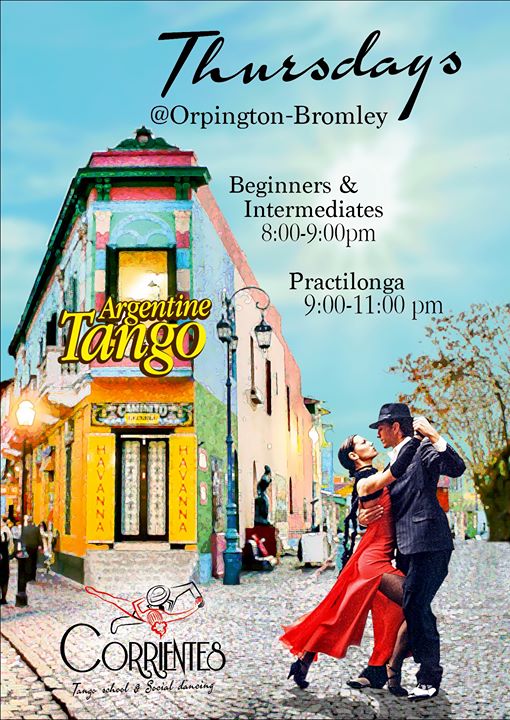 Thursdays
@Orpington-Bromley
Beginners &
Intermediates
8:00-9:00pm
Practilonga
9:00-11:00 pm
Argentine
Tango
CAMINITO
HAVANNA
HAVANNA
CORRIENTES
Tango school & Social dancing